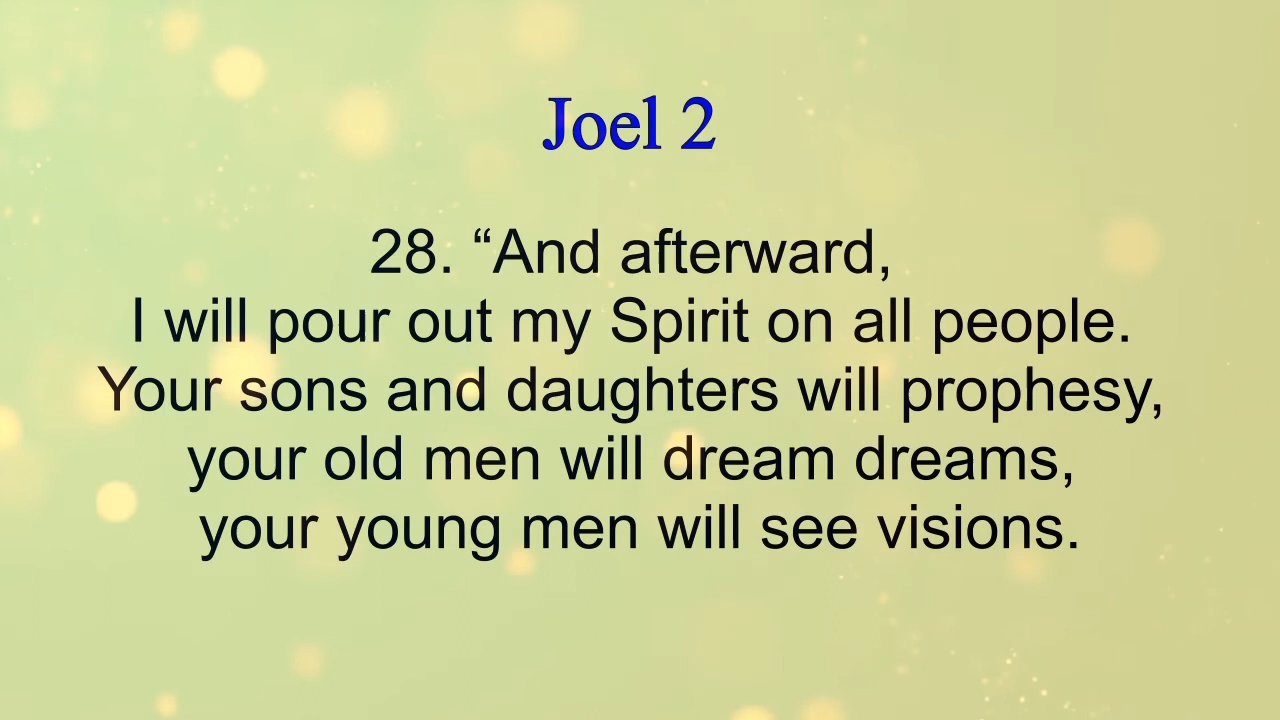 Joel 2
28. “And afterward,
I will pour out my Spirit on all people.
Your sons and daughters will prophesy,
your old men will dream dreams,
your young men will see visions.